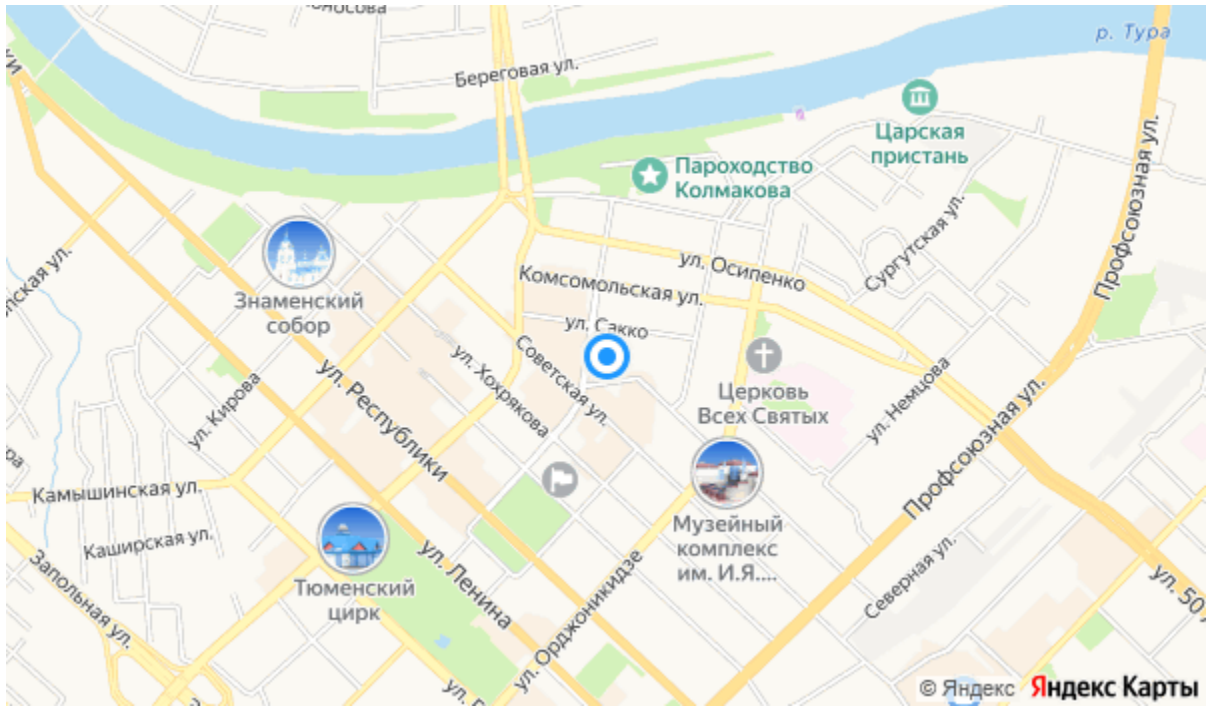 р. Тура
Береговая ул.
Царская
пристань
Пароходство
Колмакова
Профсоюзная ул.
Сургутская ул.
ул. Осипенко
Комсомольская ул.
Знаменский
собор
ул. Сакко
Советская ул.
ул. Хохрякова
ул. Республики
ул. Кирова
Церковь
Всех Святых
ул. Немцова
Профсоюзная ул.
Камышинская ул.
Каширская ул.
Запольная ул.
Тюменский
цирк
ул. Ленина
ул. Орджоникидзе
Музейный
комплекс
им. И.Я....
Северная ул.
ул. 50
© Яндекс Яндекс Карты